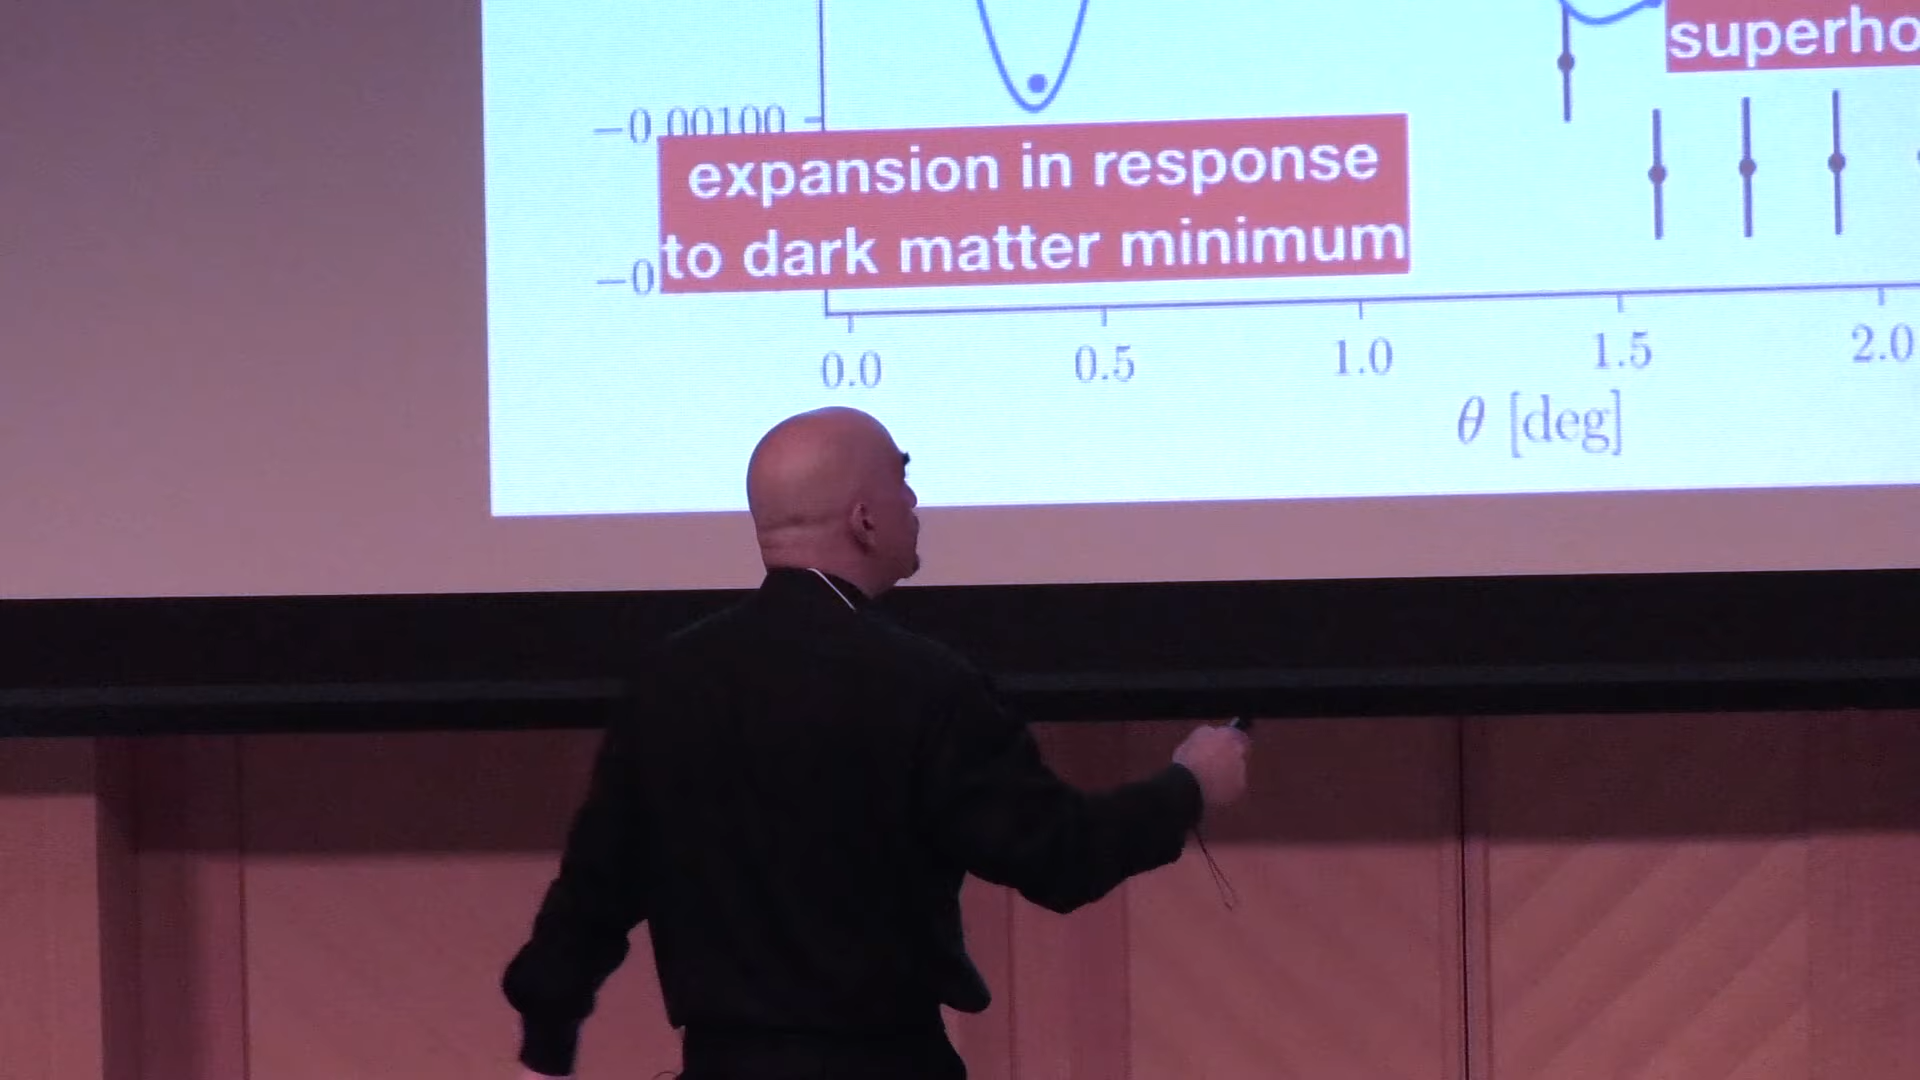 superho
−0.00100
expansion in response
to dark matter minimum
−0
0.0 0.5 1.0 1.5 2.0
θ [deg]